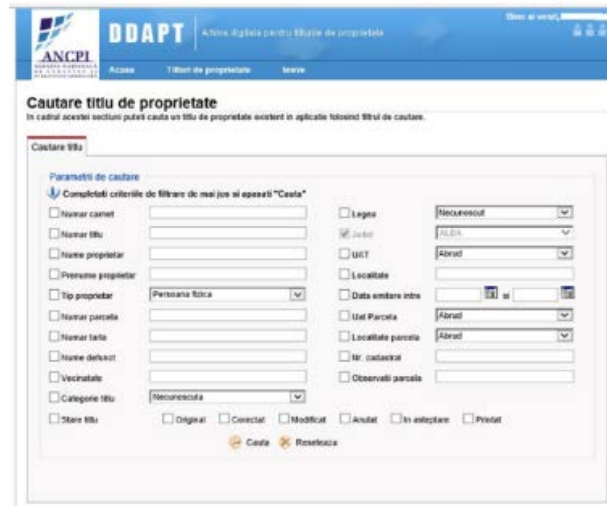 Bine ai venit,
DDAPT Arhiva digitala pentru titlurile de proprietate
ANCPI
Acasa Titluri de proprietate Iesire
Cautare titlu de proprietate
In cadrul acestei sectiuni puteti cauta un titlu de proprietate existent in aplicatie folosind filtrul de cautare.
Cautare titlu
Parametri de cautare
Completati criteriile de filtrare de mai jos si apasati "Cauta"
Numar carnet Legea Necunoscut
Numar titlu Judet ALBA
Nume proprietar UAT Abrud
Prenume proprietar Localitate
Tip proprietar Persoana fizica Data emitere intre si
Numar parcela Uat Parcela Abrud
Numar tarla Localitate parcela Abrud
Nume defunct Nr. cadastral
Vecinatate Observatii parcela
Categorie titlu Necunoscuta
Stare titlu Original Corectat Modificat Anulat In asteptare Printat
Cauta Reseteaza